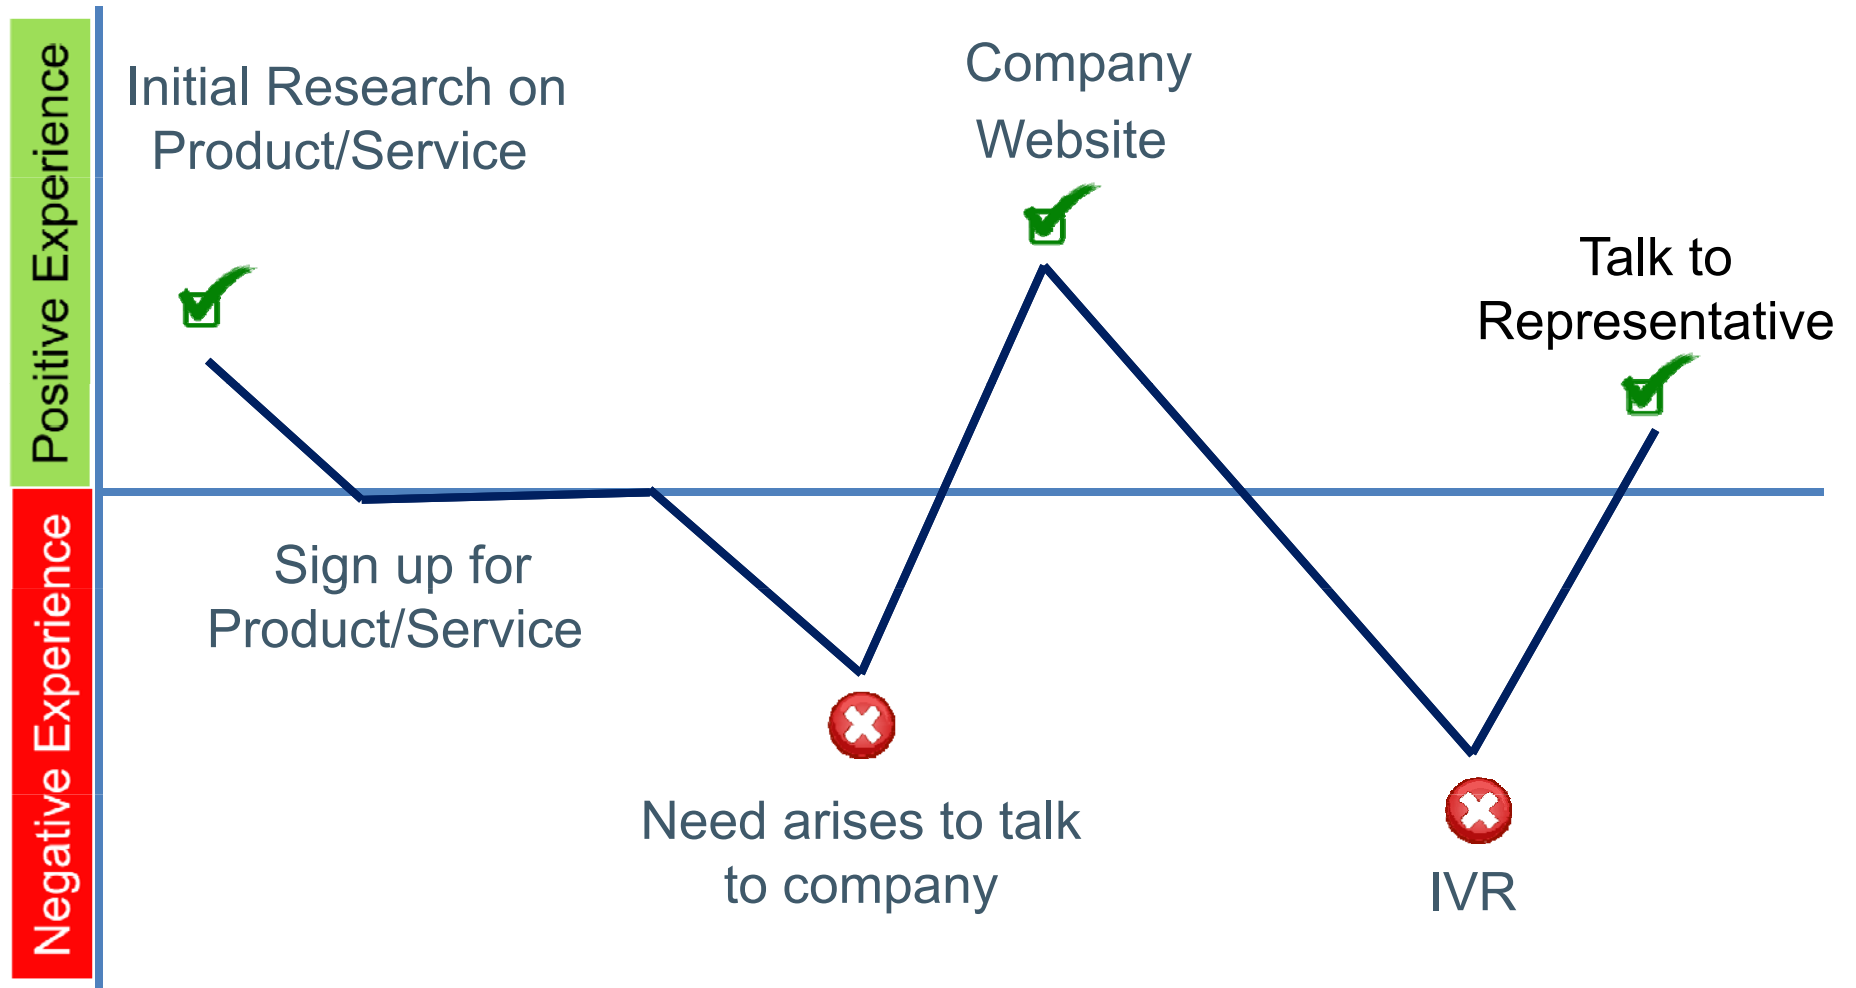 Positive Experience
Negative Experience
Initial Research on
Product/Service
Sign up for
Product/Service
Need arises to talk
to company
Company
Website
IVR
Talk to
Representative